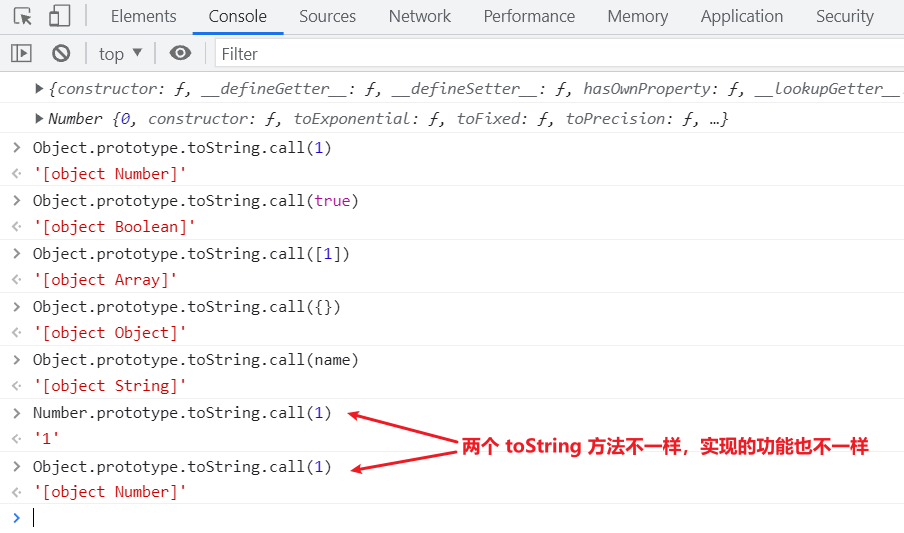 Elements Console Sources Network Performance Memory Application Security
top Filter
{constructor: ƒ, __defineGetter__: ƒ, __defineSetter__: ƒ, hasOwnProperty: ƒ, __lookupGetter__
Number {0, constructor: ƒ, toExponential: ƒ, toFixed: ƒ, toPrecision: ƒ, …}
Object.prototype.toString.call(1)
'[object Number]'
Object.prototype.toString.call(true)
'[object Boolean]'
Object.prototype.toString.call([1])
'[object Array]'
Object.prototype.toString.call({})
'[object Object]'
Object.prototype.toString.call(name)
'[object String]'
Number.prototype.toString.call(1)
'1'
两个 toString 方法不一样，实现的功能也不一样
Object.prototype.toString.call(1)
'[object Number]'